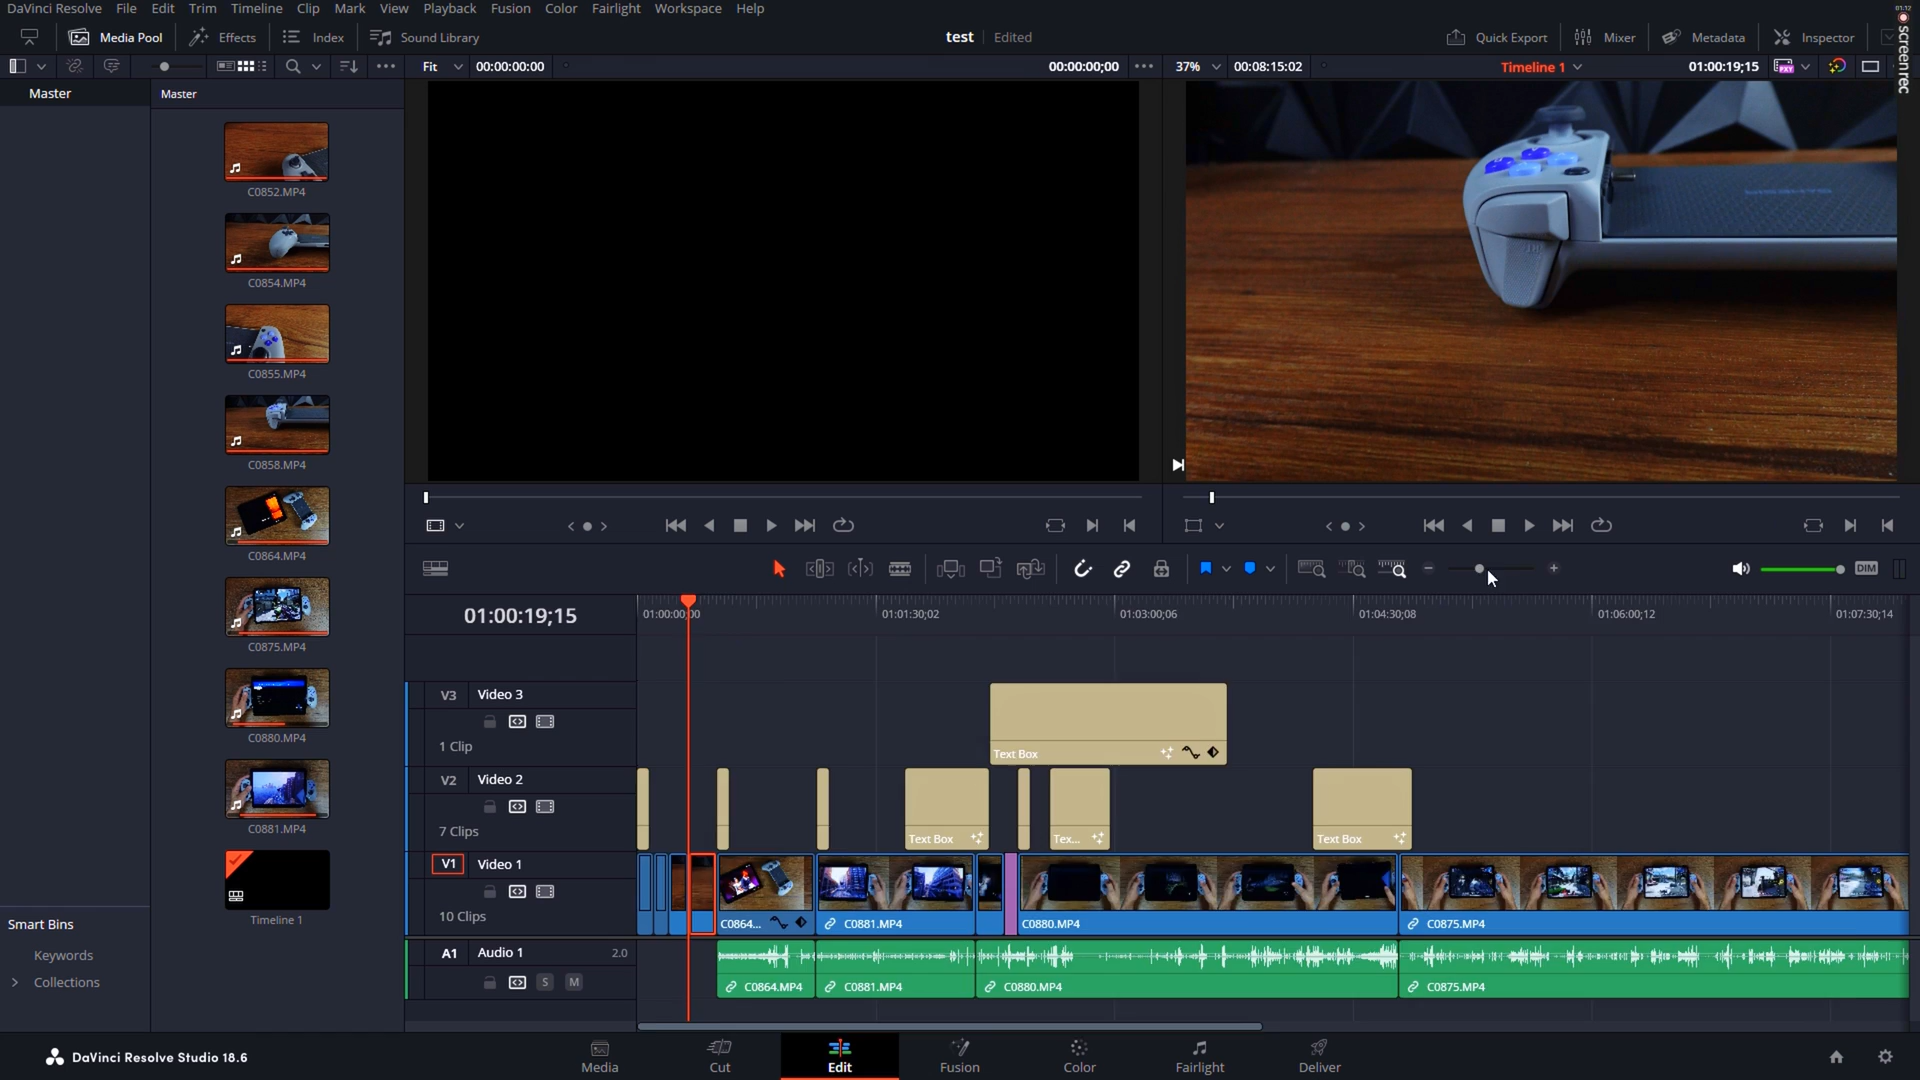 DaVinci Resolve File Edit Trim Timeline Clip Mark View Playback Fusion Color Fairlight Workspace Help
01:12
screenrec
Media Pool Effects Index Sound Library test Edited Quick Export Mixer Metadata Inspector
Fit 00:00:00:00 00:00:00;00 37% 00:08:15:02 Timeline 1 01:00:19;15 PXY
Master Master
C0852.MP4
C0854.MP4
C0855.MP4
C0858.MP4
C0864.MP4
C0875.MP4
C0880.MP4
C0881.MP4
Timeline 1
Smart Bins
Keywords
Collections
DIM
01:00:19;15
01:00:00;00 01:01:30;02 01:03:00;06 01:04:30;08 01:06:00;12 01:07:30;14
V3 Video 3
1 Clip
Text Box
V2 Video 2
7 Clips
Text Box Tex... Text Box
V1 Video 1
10 Clips
C0864... C0881.MP4 C0880.MP4 C0875.MP4
A1 Audio 1 2.0
S M
C0864.MP4 C0881.MP4 C0880.MP4 C0875.MP4
DaVinci Resolve Studio 18.6
Media Cut Edit Fusion Color Fairlight Deliver